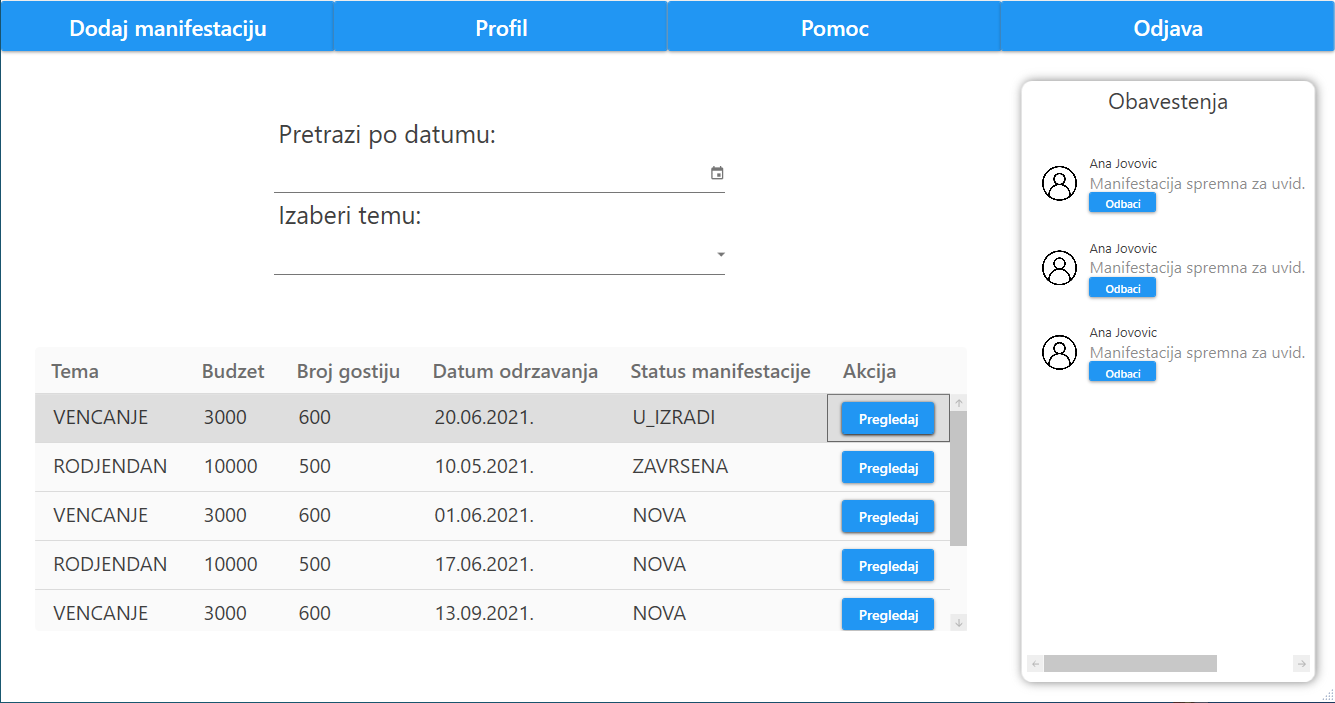 Dodaj manifestaciju Profil Pomoc Odjava
Pretrazi po datumu:
Izaberi temu:
Tema Budzet Broj gostiju Datum odrzavanja Status manifestacije Akcija
VENCANJE 3000 600 20.06.2021. U_IZRADI Pregledaj
RODJENDAN 10000 500 10.05.2021. ZAVRSENA Pregledaj
VENCANJE 3000 600 01.06.2021. NOVA Pregledaj
RODJENDAN 10000 500 17.06.2021. NOVA Pregledaj
VENCANJE 3000 600 13.09.2021. NOVA Pregledaj
Obavestenja
Ana Jovovic
Manifestacija spremna za uvid.
Odbaci
Ana Jovovic
Manifestacija spremna za uvid.
Odbaci
Ana Jovovic
Manifestacija spremna za uvid.
Odbaci